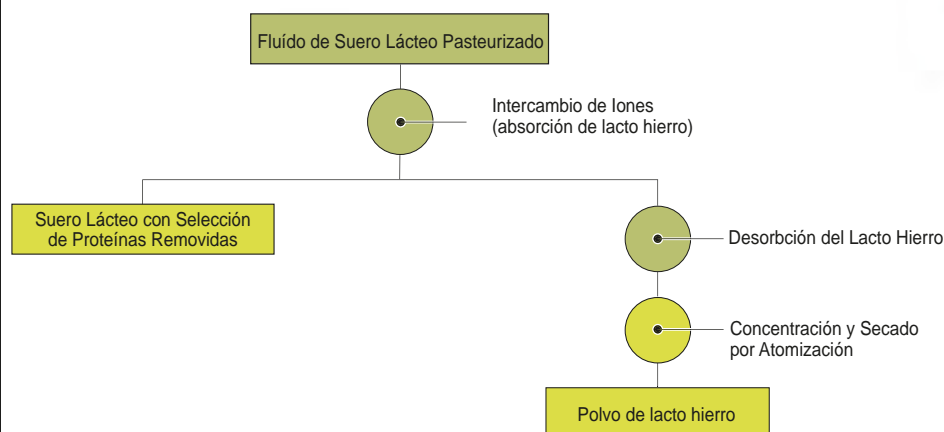 Fluído de Suero Lácteo Pasteurizado
Intercambio de Iones
(absorción de lacto hierro)
Suero Lácteo con Selección
de Proteínas Removidas
Desorbción del Lacto Hierro
Concentración y Secado
por Atomización
Polvo de lacto hierro